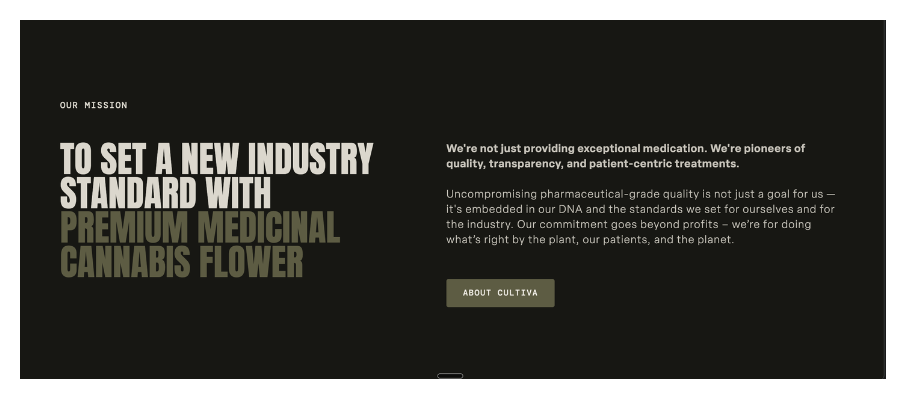 OUR MISSION
TO SET A NEW INDUSTRY
STANDARD WITH
PREMIUM MEDICINAL
CANNABIS FLOWER
We're not just providing exceptional medication. We're pioneers of
quality, transparency, and patient-centric treatments.
Uncompromising pharmaceutical-grade quality is not just a goal for us —
it's embedded in our DNA and the standards we set for ourselves and for
the industry. Our commitment goes beyond profits – we're for doing
what's right by the plant, our patients, and the planet.
ABOUT CULTIVA